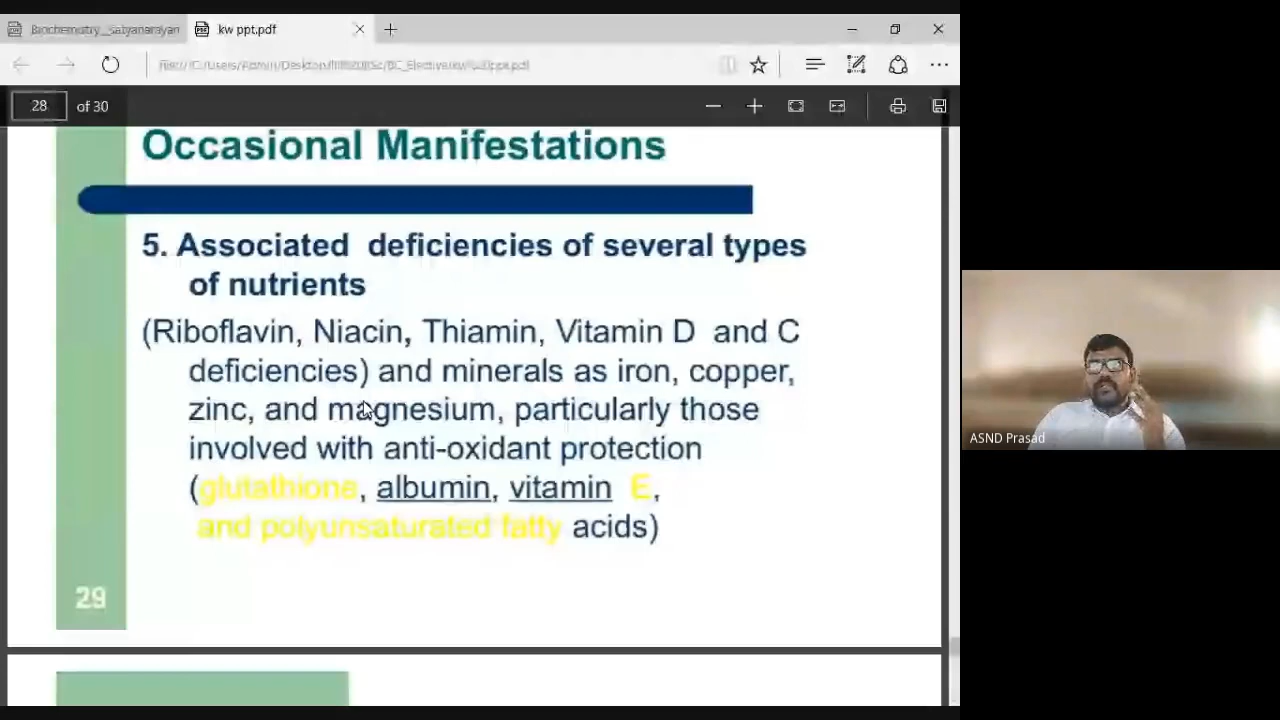 Biochemistry_Satyanarayan
kw ppt.pdf
28 of 30
Occasional Manifestations
5. Associated deficiencies of several types
of nutrients
(Riboflavin, Niacin, Thiamin, Vitamin D and C
deficiencies) and minerals as iron, copper,
zinc, and magnesium, particularly those
involved with anti-oxidant protection
(glutathione, albumin, vitamin E,
and polyunsaturated fatty acids)
29
ASND Prasad